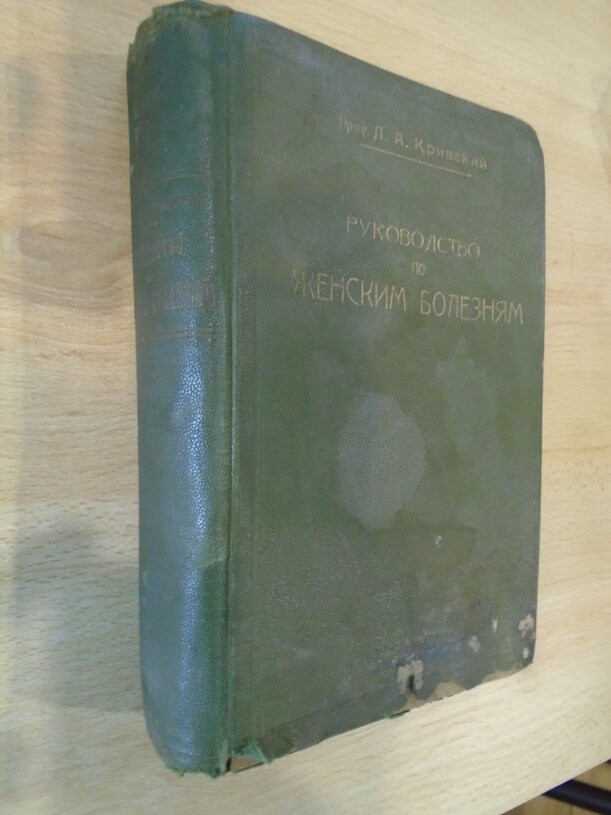 Проф. Л. А. Кривский
РУКОВОДСТВО
ПО
ЖЕНСКИМ БОЛЕЗНЯМ